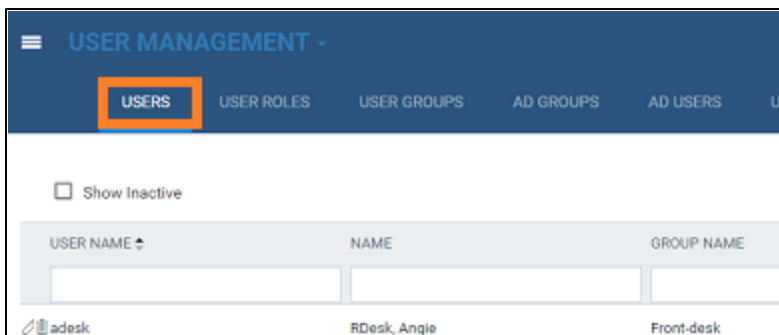 USER MANAGEMENT
USERS USER ROLES USER GROUPS AD GROUPS AD USERS
Show Inactive
USER NAME NAME GROUP NAME
adesk RDesk, Angie Front-desk